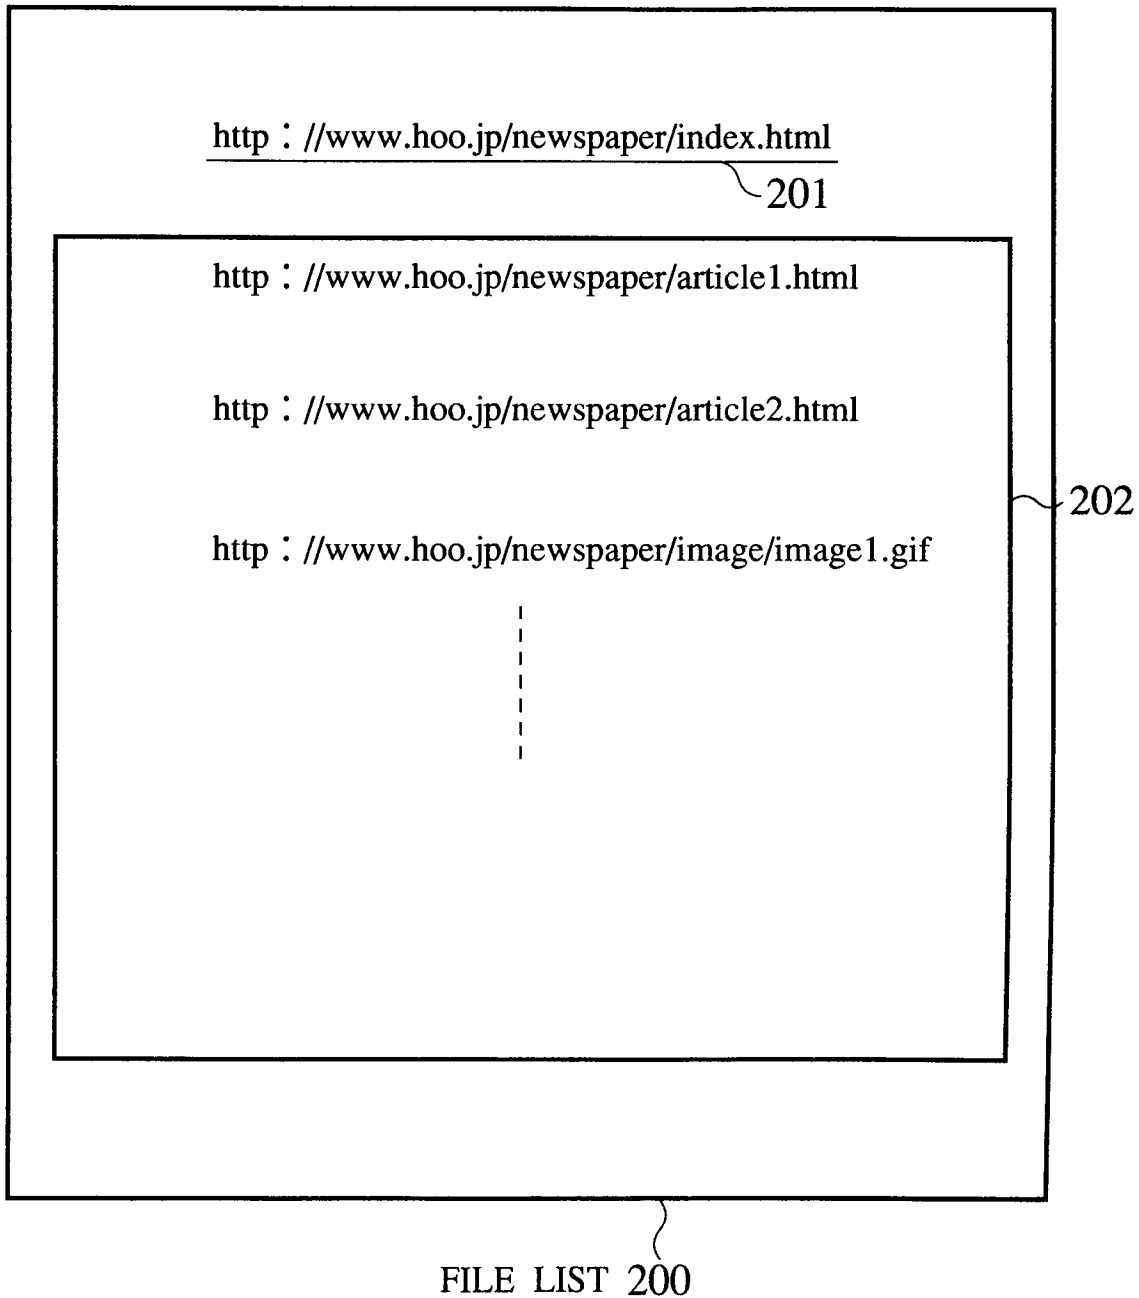 http : //www.hoo.jp/newspaper/index.html
201
http : //www.hoo.jp/newspaper/article1.html
http : //www.hoo.jp/newspaper/article2.html
202
http : //www.hoo.jp/newspaper/image/image1.gif
FILE LIST 200